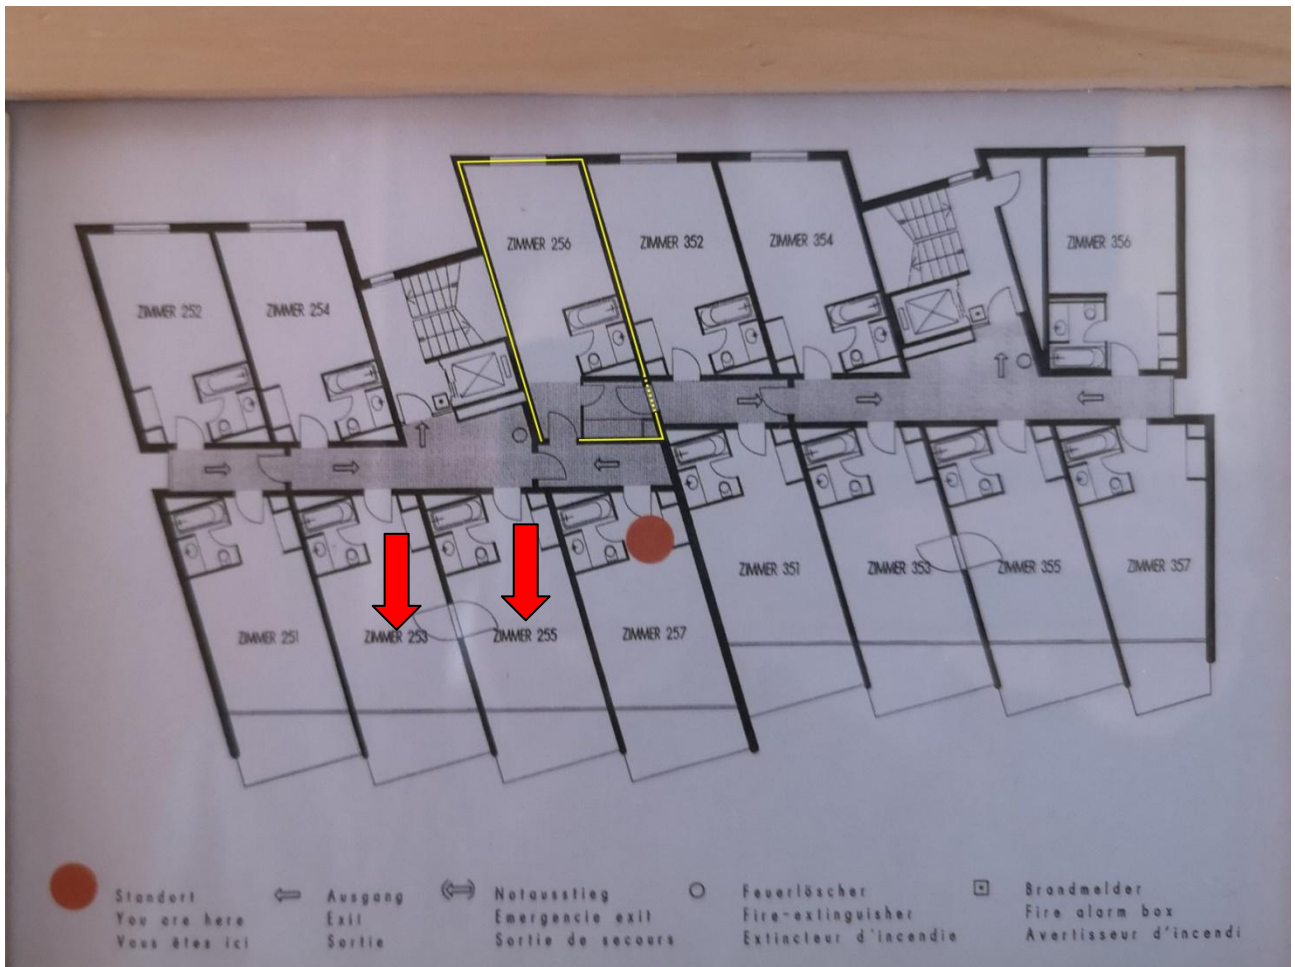 ZIMMER 256
ZIMMER 352
ZIMMER 354
ZIMMER 356
ZIMMER 252
ZIMMER 254
ZIMMER 351
ZIMMER 353
ZIMMER 355
ZIMMER 357
ZIMMER 251
ZIMMER 253
ZIMMER 255
ZIMMER 257
Standort
You are here
Vous êtes ici
Ausgang
Exit
Sortie
Notausstieg
Emergencie exit
Sortie de secours
Feuerlöscher
Fire-extinguisher
Extincteur d'incendie
Brandmelder
Fire alarm box
Avertisseur d'incendi